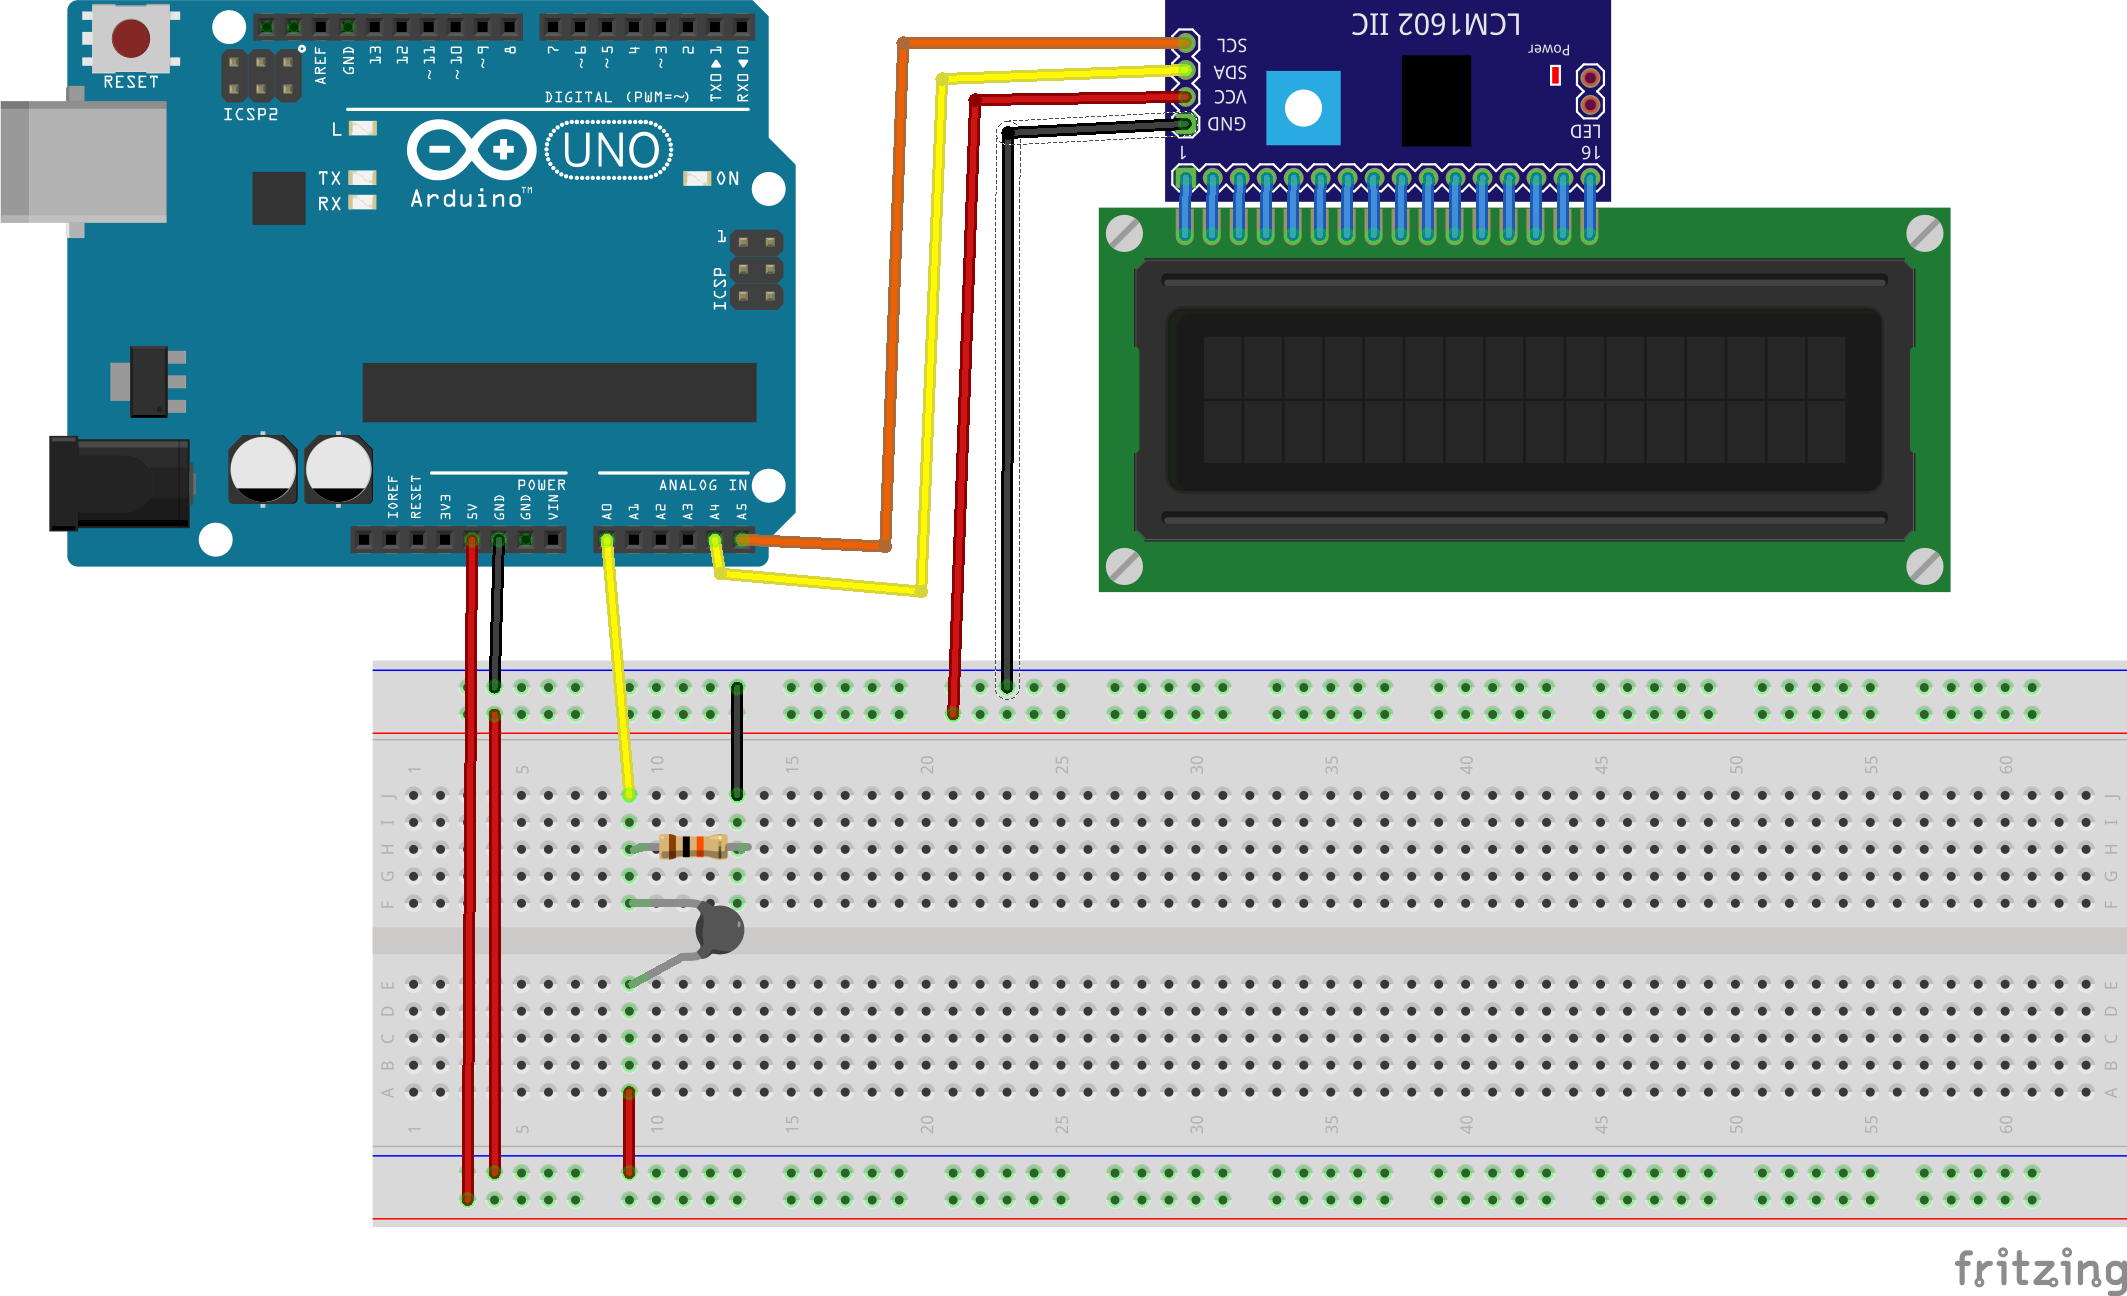 RESET
ICSP2
AREF
GND
13
12
~11
~10
~9
8
7
~6
~5
4
~3
2
TX0▶1
RX0◀0
DIGITAL (PWM=~)
L
TX
RX
UNO
Arduino™
ON
1
ICSP
IOREF
RESET
3V3
5V
GND
GND
VIN
POWER
A0
A1
A2
A3
A4
A5
ANALOG IN
LCM1602 IIC
SCL
SDA
VCC
GND
Power
LED
1
16
1
5
10
15
20
25
30
35
40
45
50
55
60
J
I
H
G
F
J
I
H
G
F
E
D
C
B
A
E
D
C
B
A
1
5
10
15
20
25
30
35
40
45
50
55
60
fritzing